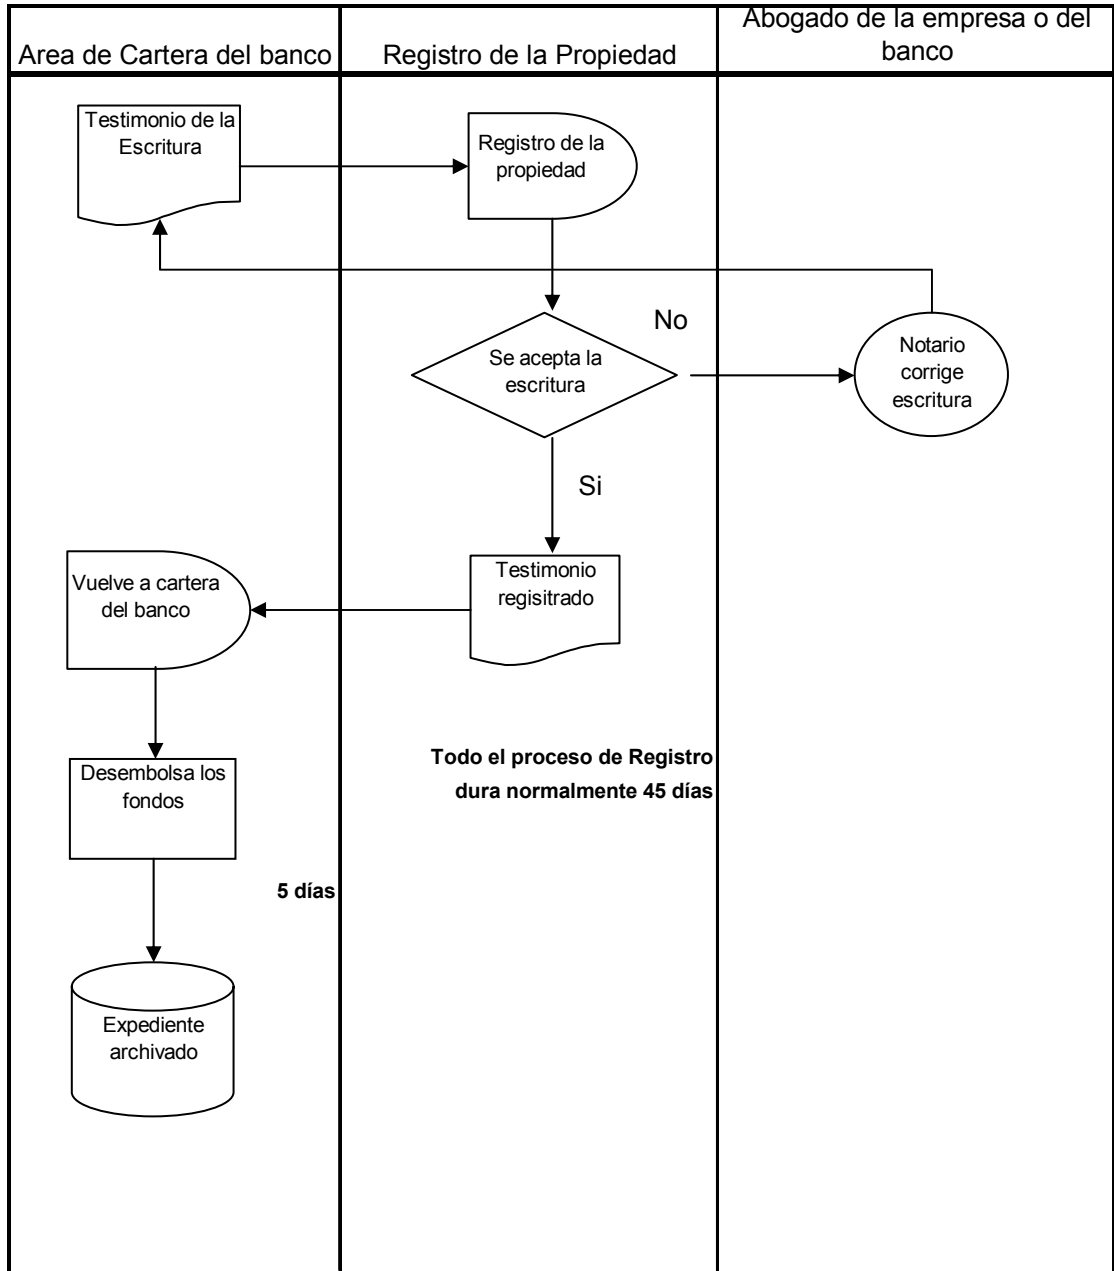 Area de Cartera del banco
Registro de la Propiedad
Abogado de la empresa o del
banco
Testimonio de la
Escritura
Registro de la
propiedad
No
Se acepta la
escritura
Notario
corrige
escritura
Si
Testimonio
regisitrado
Vuelve a cartera
del banco
Todo el proceso de Registro
dura normalmente 45 días
Desembolsa los
fondos
5 días
Expediente
archivado